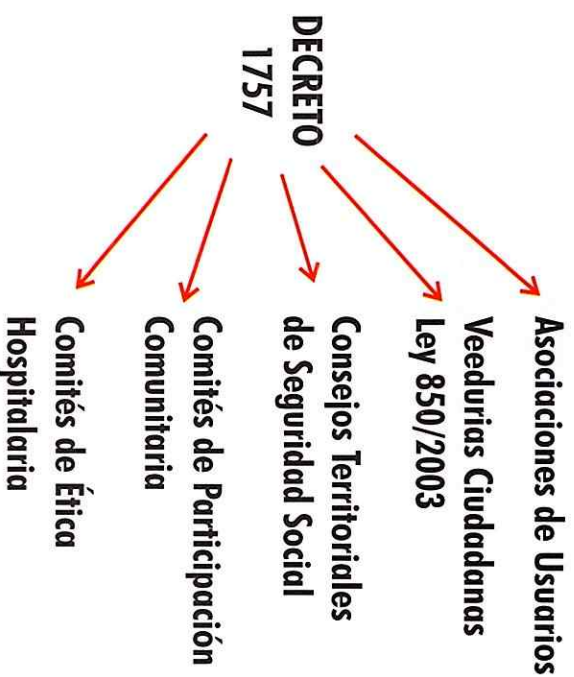 DECRETO
1757
Asociaciones de Usuarios
Veedurias Ciudadanas
Ley 850/2003
Consejos Territoriales
de Seguridad Social
Comités de Participación
Comunitaria
Comités de Ética
Hospitalaria